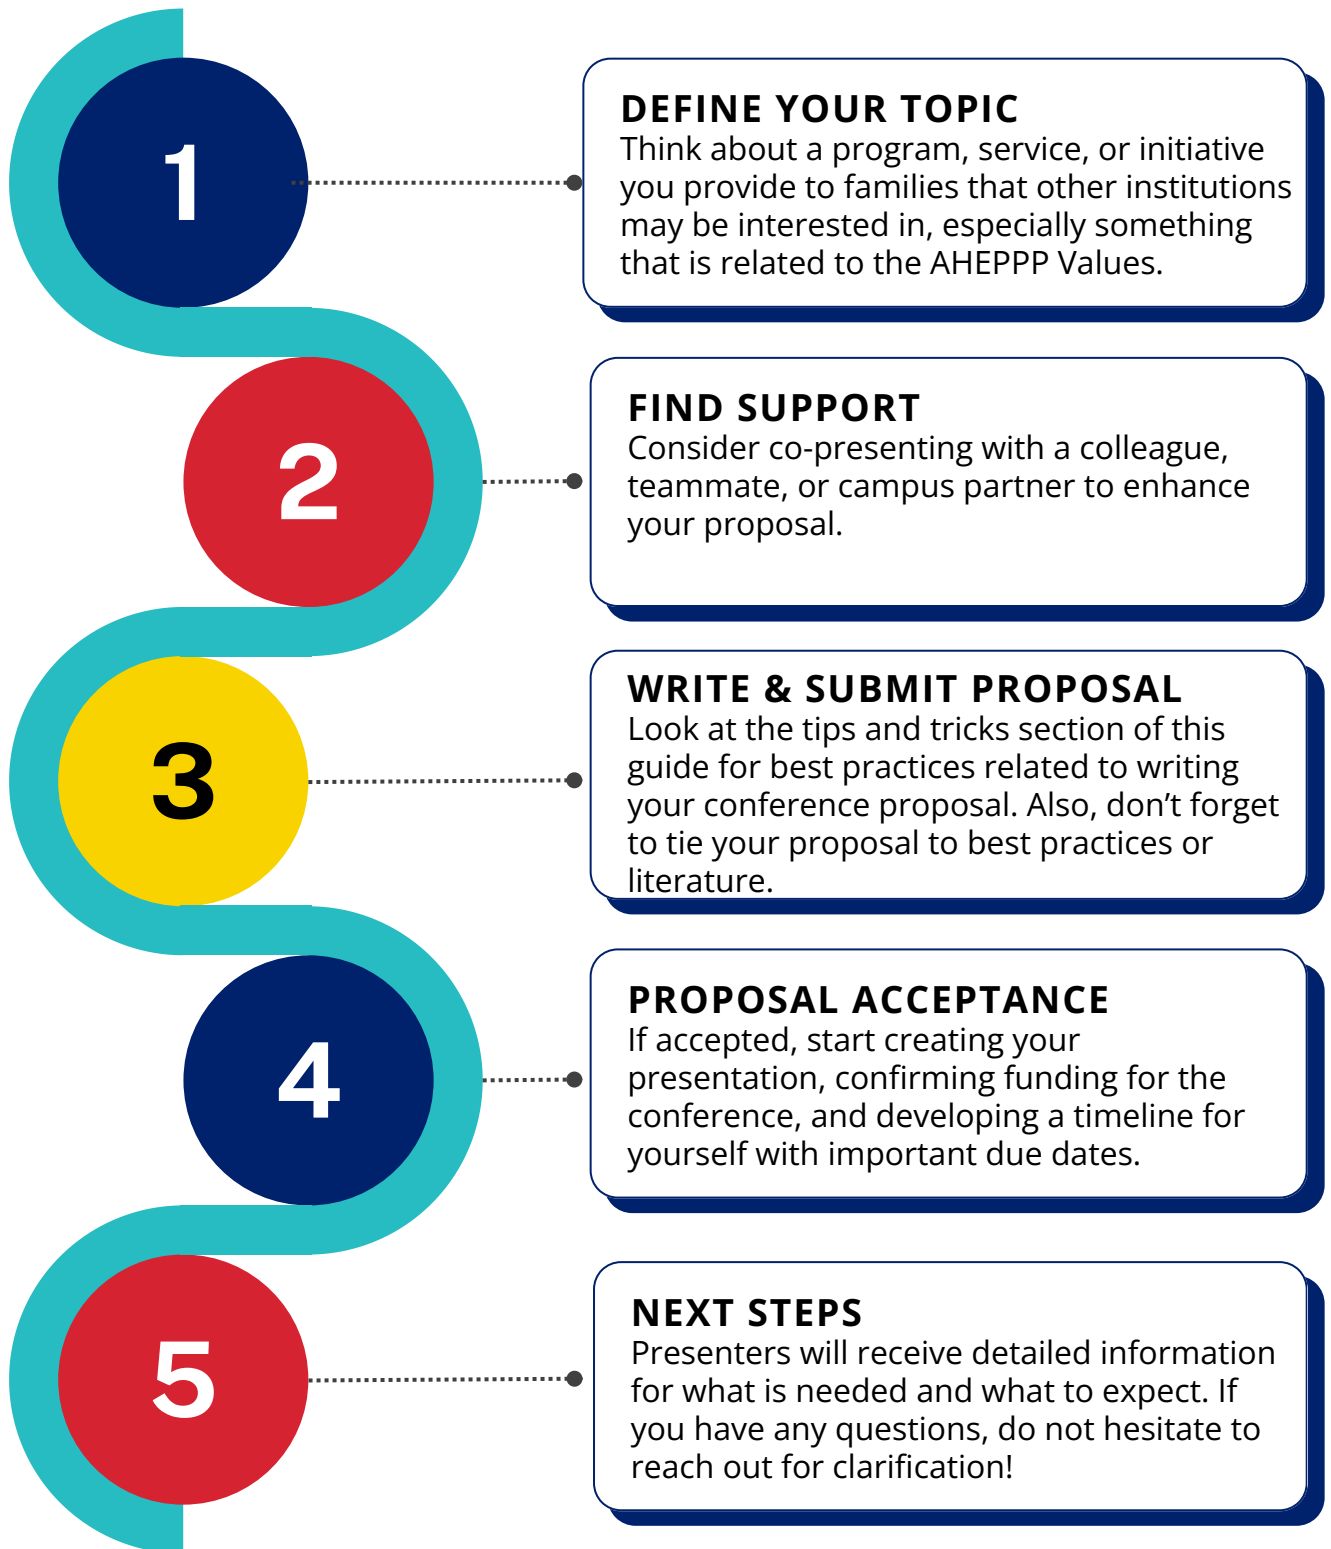 1
DEFINE YOUR TOPIC
Think about a program, service, or initiative
you provide to families that other institutions
may be interested in, especially something
that is related to the AHEPPP Values.
2
FIND SUPPORT
Consider co-presenting with a colleague,
teammate, or campus partner to enhance
your proposal.
3
WRITE & SUBMIT PROPOSAL
Look at the tips and tricks section of this
guide for best practices related to writing
your conference proposal. Also, don’t forget
to tie your proposal to best practices or
literature.
4
PROPOSAL ACCEPTANCE
If accepted, start creating your
presentation, confirming funding for the
conference, and developing a timeline for
yourself with important due dates.
5
NEXT STEPS
Presenters will receive detailed information
for what is needed and what to expect. If
you have any questions, do not hesitate to
reach out for clarification!